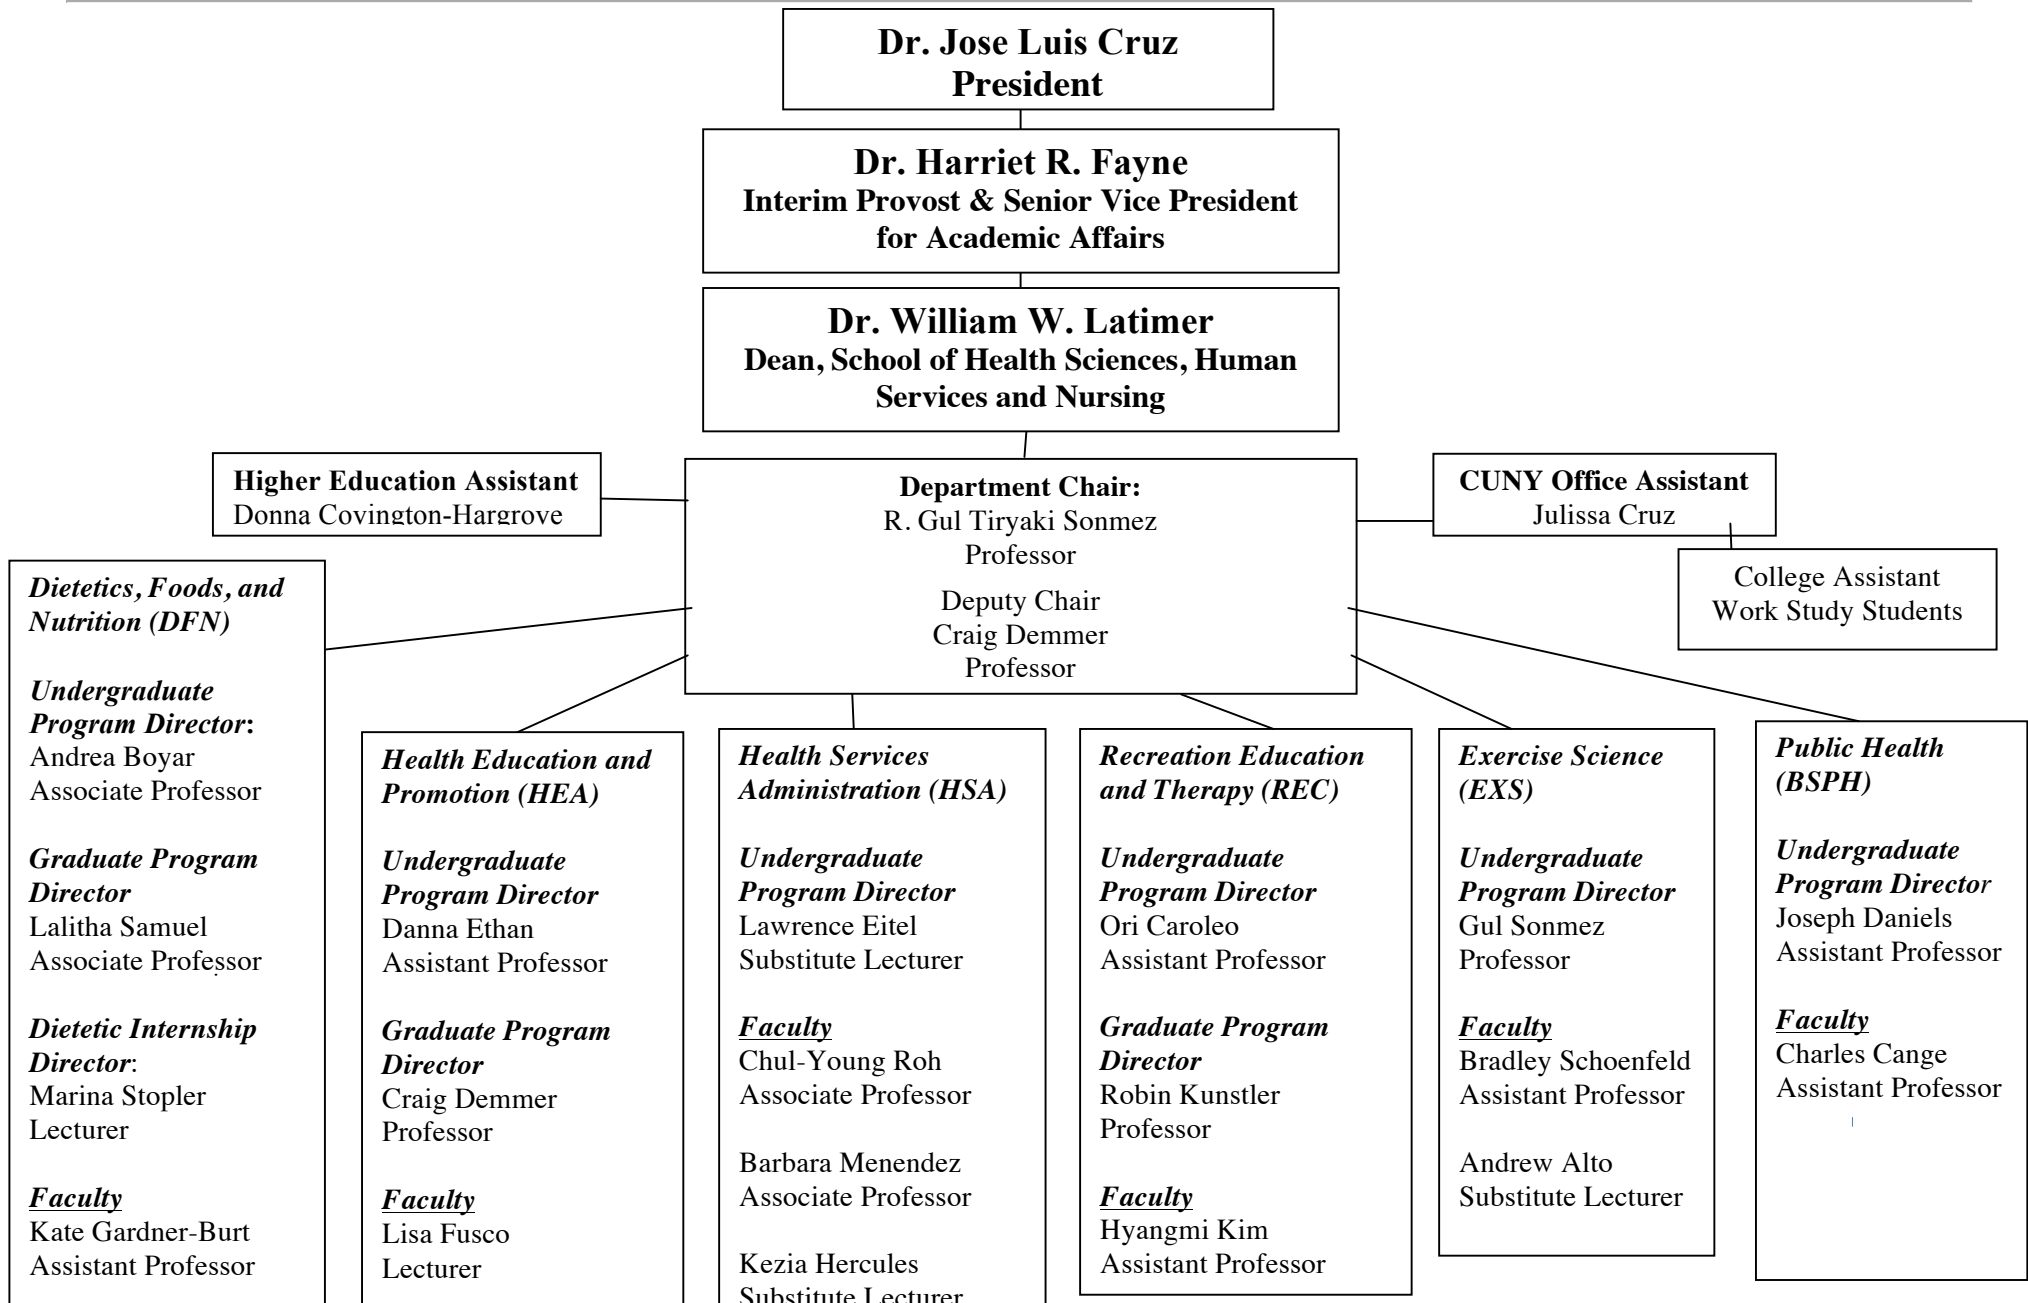 Dr. Jose Luis Cruz
President
Dr. Harriet R. Fayne
Interim Provost & Senior Vice President
for Academic Affairs
Dr. William W. Latimer
Dean, School of Health Sciences, Human
Services and Nursing
Higher Education Assistant
Donna Covington-Hargrove
Department Chair:
R. Gul Tiryaki Sonmez
Professor
Deputy Chair
Craig Demmer
Professor
CUNY Office Assistant
Julissa Cruz
College Assistant
Work Study Students
Dietetics, Foods, and
Nutrition (DFN)
Undergraduate
Program Director:
Andrea Boyar
Associate Professor
Graduate Program
Director
Lalitha Samuel
Associate Professor
Dietetic Internship
Director:
Marina Stopler
Lecturer
Faculty
Kate Gardner-Burt
Assistant Professor
Health Education and
Promotion (HEA)
Undergraduate
Program Director
Danna Ethan
Assistant Professor
Graduate Program
Director
Craig Demmer
Professor
Faculty
Lisa Fusco
Lecturer
Health Services
Administration (HSA)
Undergraduate
Program Director
Lawrence Eitel
Substitute Lecturer
Faculty
Chul-Young Roh
Associate Professor
Barbara Menendez
Associate Professor
Kezia Hercules
Substitute Lecturer
Recreation Education
and Therapy (REC)
Undergraduate
Program Director
Ori Caroleo
Assistant Professor
Graduate Program
Director
Robin Kunstler
Professor
Faculty
Hyangmi Kim
Assistant Professor
Exercise Science
(EXS)
Undergraduate
Program Director
Gul Sonmez
Professor
Faculty
Bradley Schoenfeld
Assistant Professor
Andrew Alto
Substitute Lecturer
Public Health
(BSPH)
Undergraduate
Program Director
Joseph Daniels
Assistant Professor
Faculty
Charles Cange
Assistant Professor